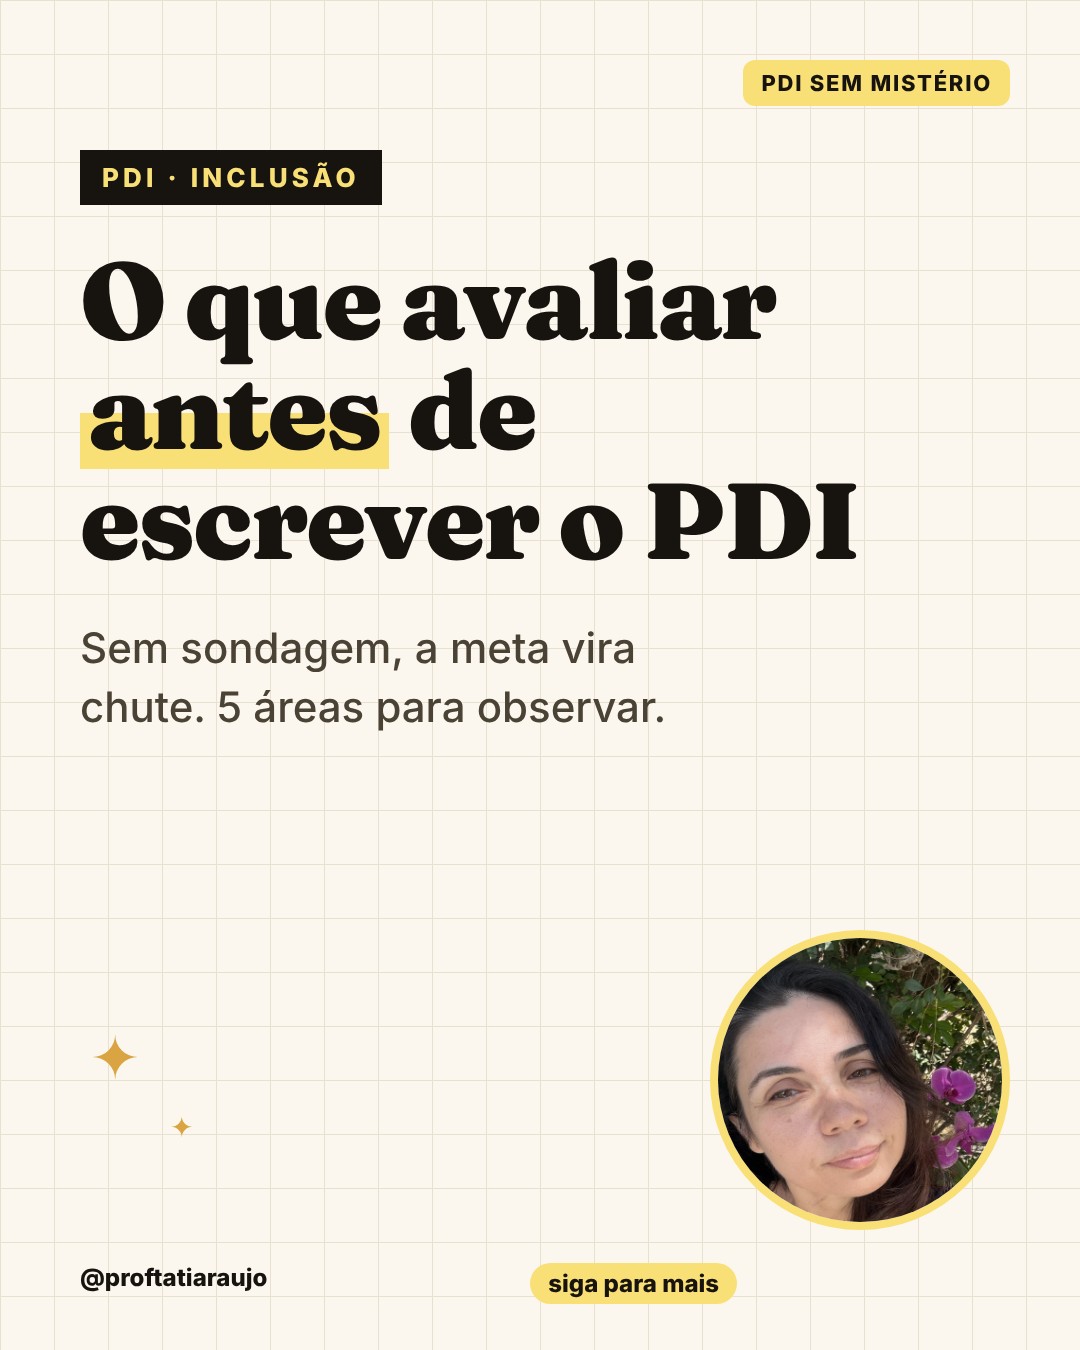 PDI SEM MISTÉRIO
PDI · INCLUSÃO
O que avaliar
antes de
escrever o PDI
Sem sondagem, a meta vira
chute. 5 áreas para observar.
@proftatiaraujo
siga para mais